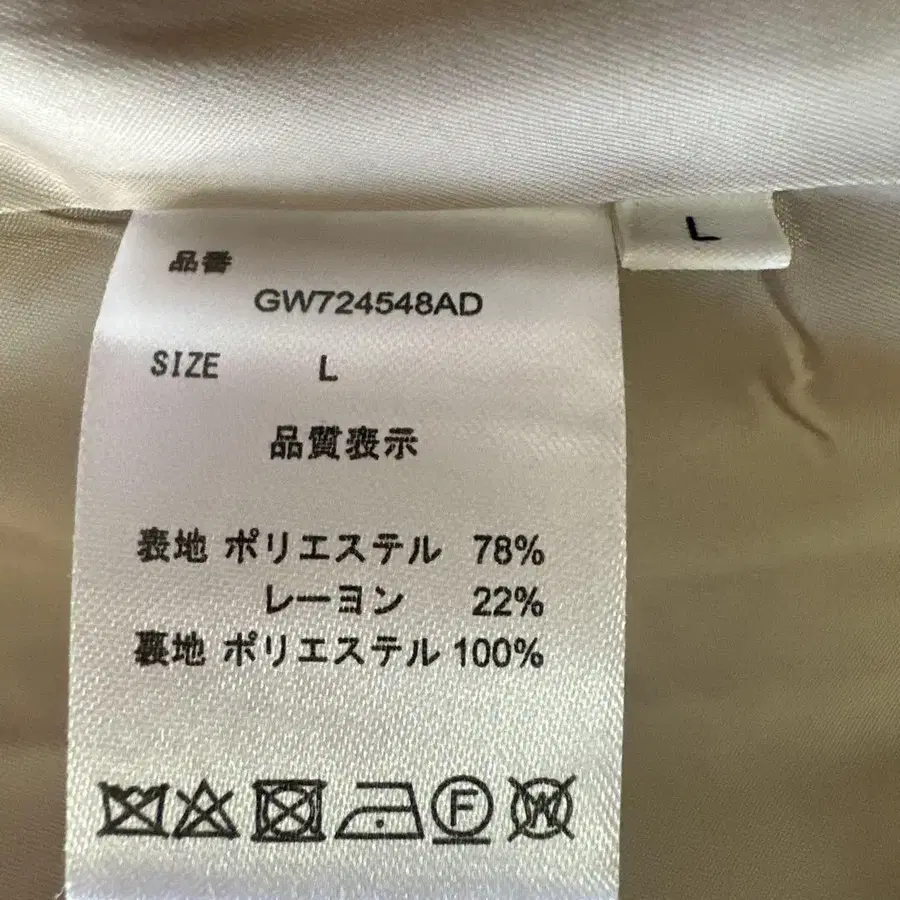 品番
GW724548AD
L
SIZE L
品質表示
表地 ポリエステル 78%
レーヨン 22%
裏地 ポリエステル 100%
F
W